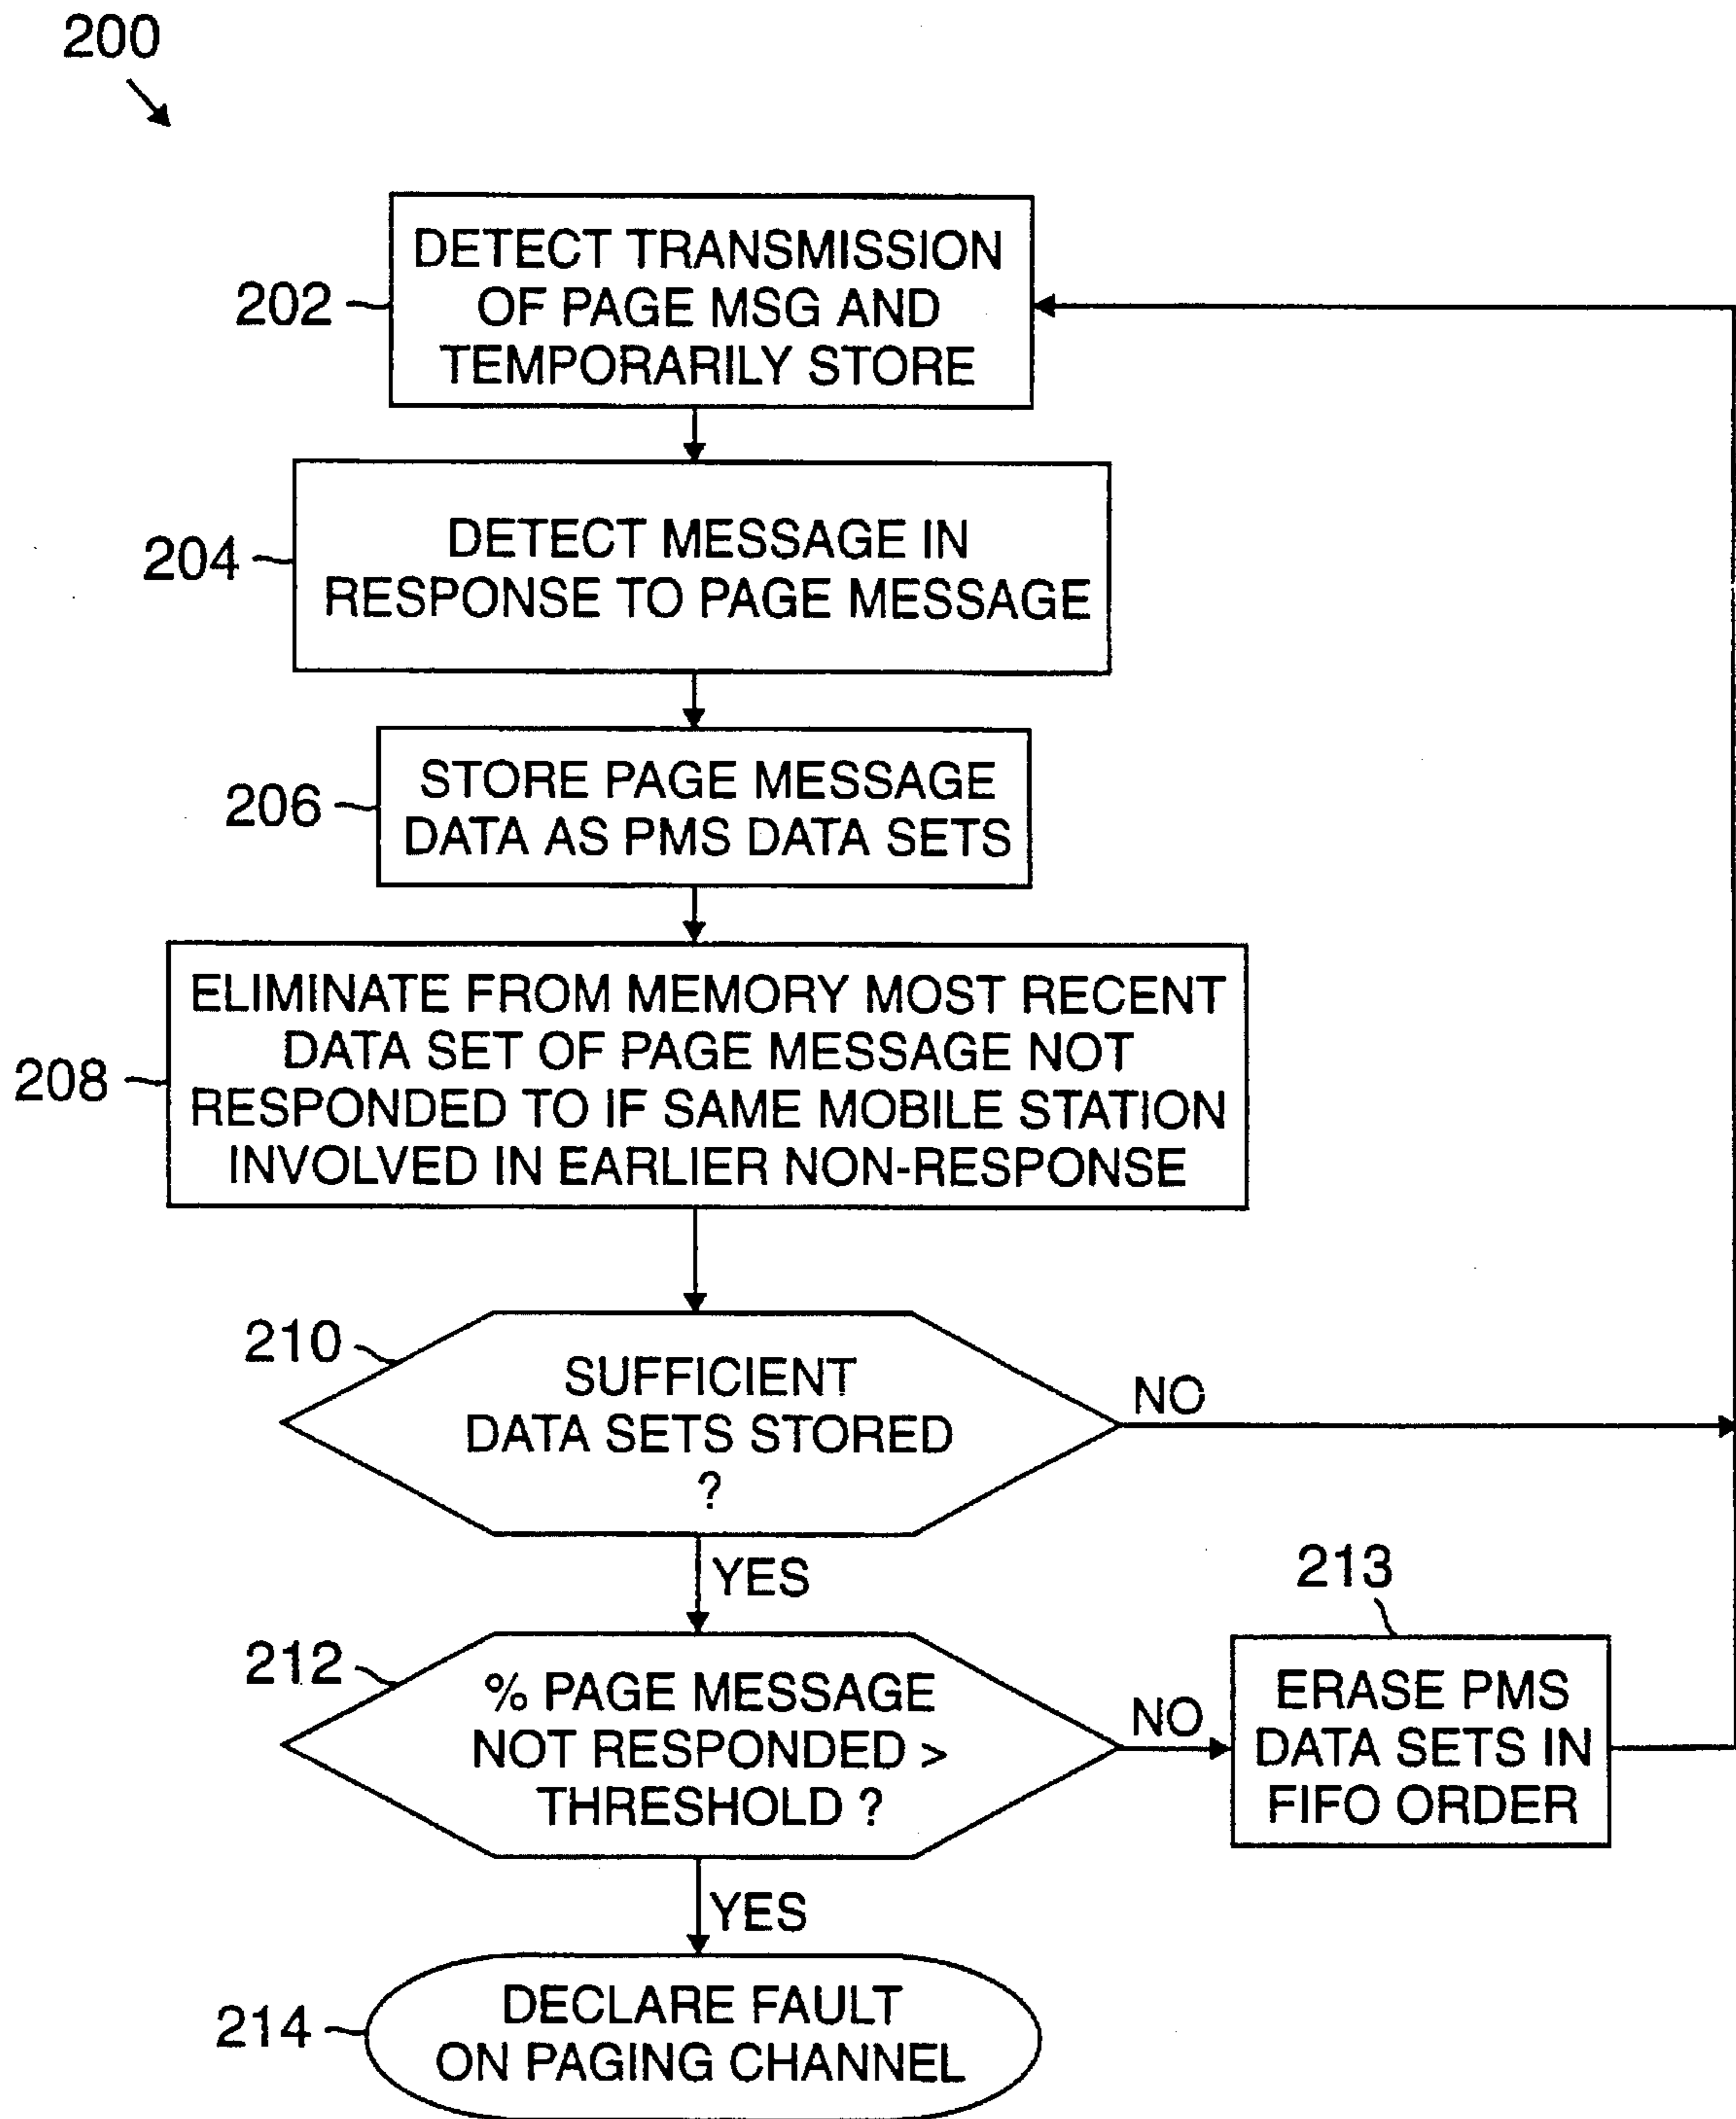 200
202
DETECT TRANSMISSION
OF PAGE MSG AND
TEMPORARILY STORE
204
DETECT MESSAGE IN
RESPONSE TO PAGE MESSAGE
206
STORE PAGE MESSAGE
DATA AS PMS DATA SETS
208
ELIMINATE FROM MEMORY MOST RECENT
DATA SET OF PAGE MESSAGE NOT
RESPONDED TO IF SAME MOBILE STATION
INVOLVED IN EARLIER NON-RESPONSE
210
SUFFICIENT
DATA SETS STORED
?
NO
YES
212
% PAGE MESSAGE
NOT RESPONDED >
THRESHOLD ?
NO
213
ERASE PMS
DATA SETS IN
FIFO ORDER
YES
214
DECLARE FAULT
ON PAGING CHANNEL